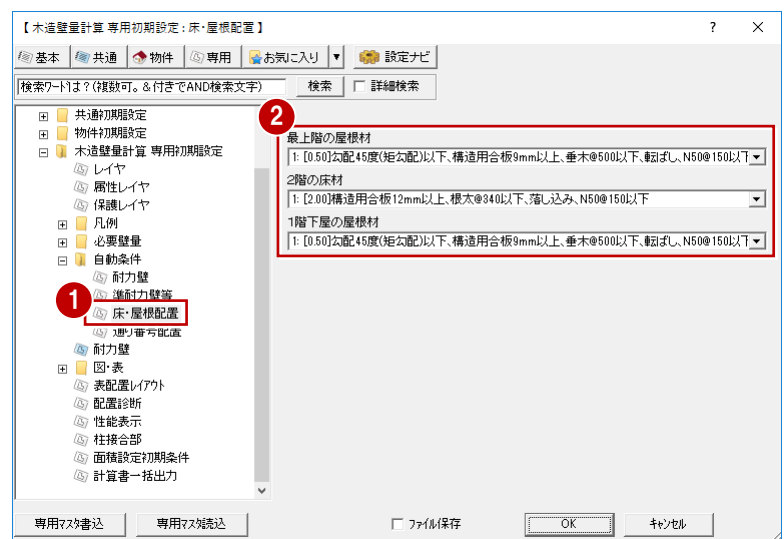 【 木造壁量計算 専用初期設定 : 床・屋根配置 】
? ×
基本 共通 物件 専用 お気に入り ▼ 設定ナビ
検索ワードは？(複数可。＆付きでAND検索文字) 検索 詳細検索
共通初期設定
物件初期設定
木造壁量計算 専用初期設定
レイヤ
属性レイヤ
保護レイヤ
凡例
必要壁量
自動条件
耐力壁
準耐力壁等
1
床・屋根配置
通り番号配置
耐力壁
図・表
表配置レイアウト
配置診断
性能表示
柱接合部
面積設定初期条件
計算書一括出力
2
最上階の屋根材
1: [0.50]勾配45度(矩勾配)以下、構造用合板9mm以上、垂木@500以下、転ばし、N50@150以下
2階の床材
1: [2.00]構造用合板12mm以上、根太@340以下、落し込み、N50@150以下
1階下屋の屋根材
1: [0.50]勾配45度(矩勾配)以下、構造用合板9mm以上、垂木@500以下、転ばし、N50@150以下
専用マスタ書込 専用マスタ読込 ファイル保存 OK キャンセル